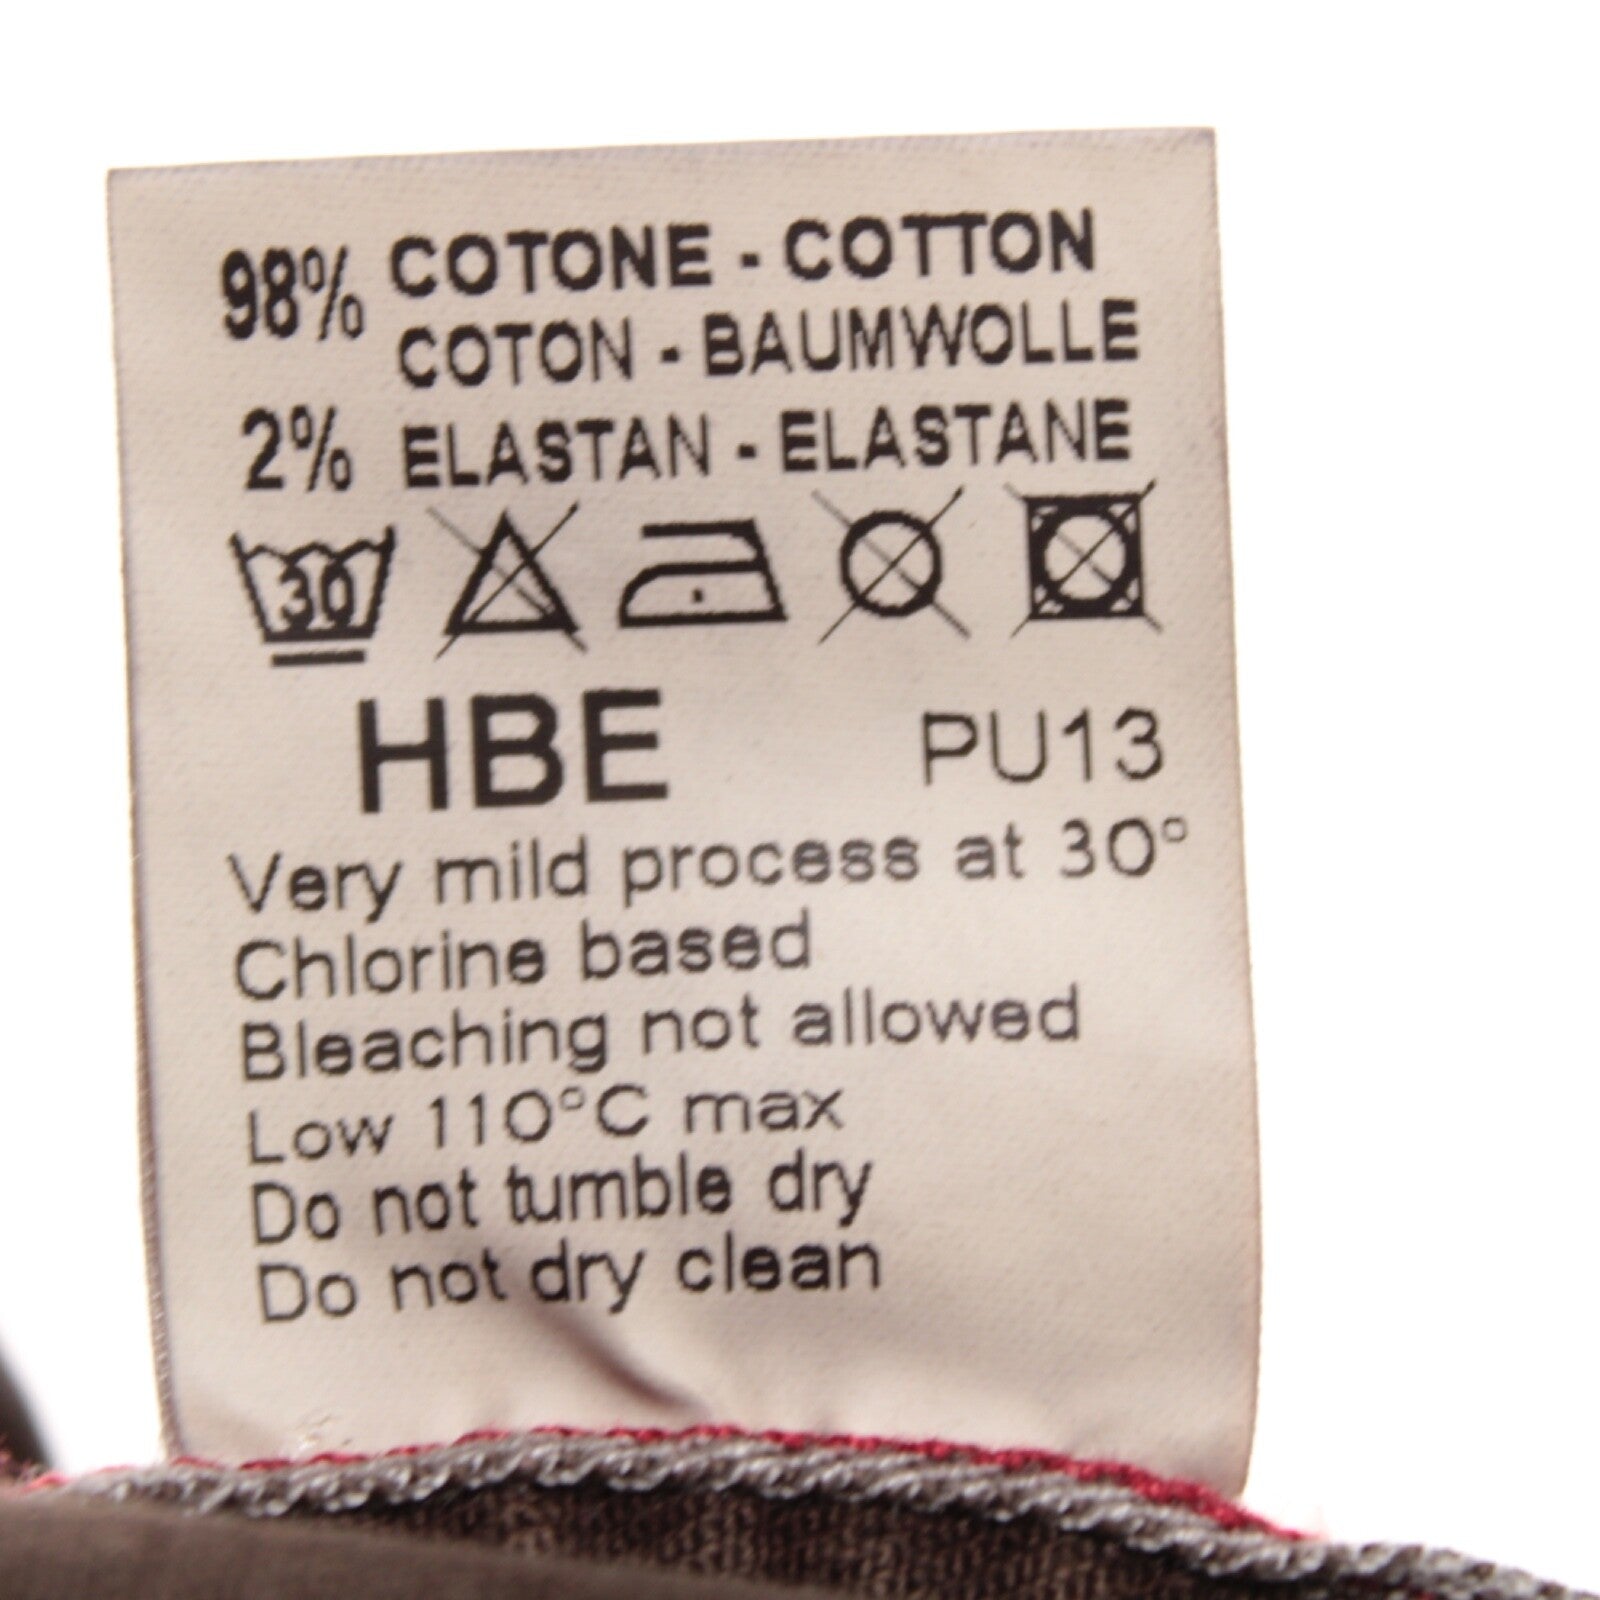 98% COTONE - COTTON
COTON - BAUMWOLLE
2% ELASTAN - ELASTANE
30
HBE PU13
Very mild process at 30°
Chlorine based
Bleaching not allowed
Low 110°C max
Do not tumble dry
Do not dry clean